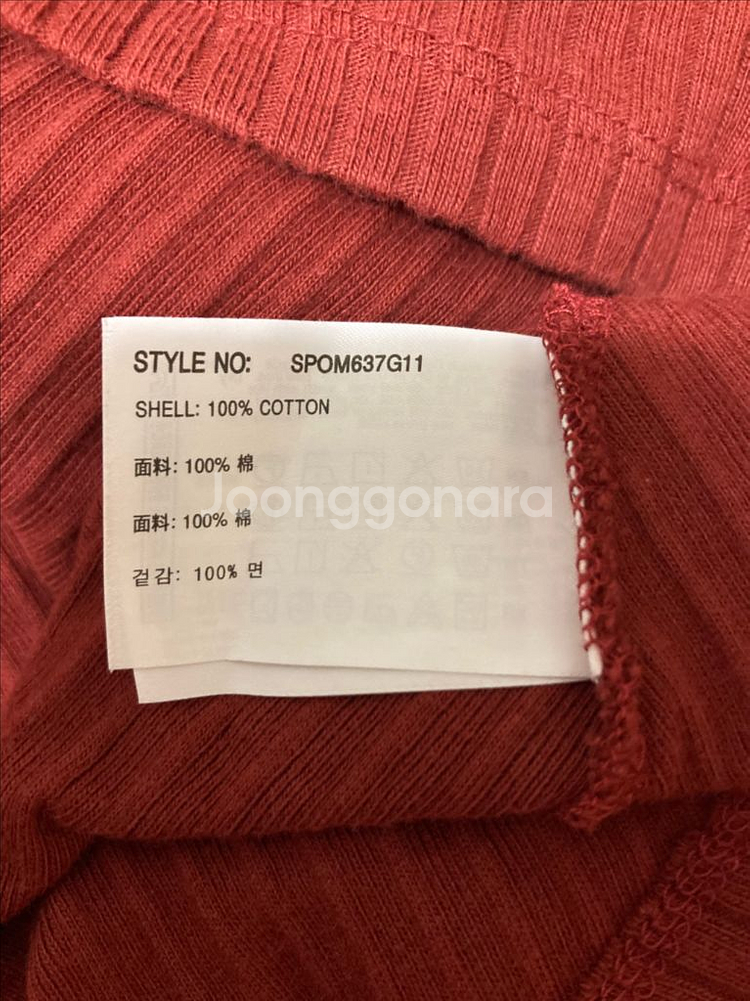 STYLE NO: SPOM637G11
SHELL: 100% COTTON
面料: 100% 棉
Joonggonara
面料: 100% 棉
겉감: 100% 면